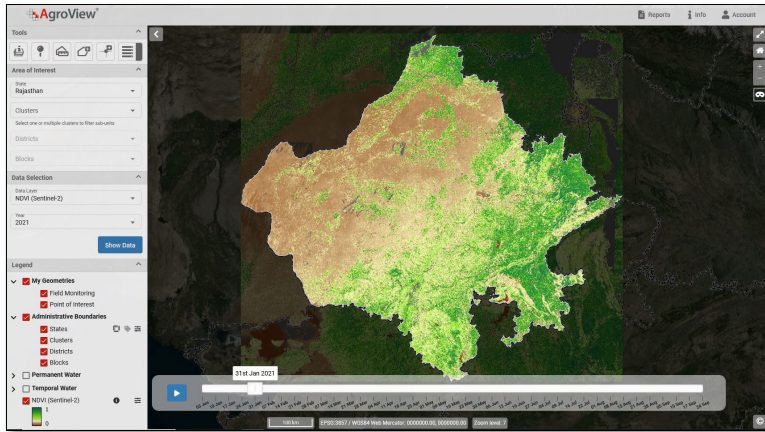 AgroView®
Reports
Info
Account
Tools
Area of Interest
State
Rajasthan
Clusters
Select one or multiple clusters to filter sub-units
Districts
Blocks
Data Selection
Data Layer
NDVI (Sentinel-2)
Year
2021
Show Data
Legend
My Geometries
Field Monitoring
Point of Interest
Administrative Boundaries
States
Clusters
Districts
Blocks
Permanent Water
Temporal Water
NDVI (Sentinel-2)
1
0
31st Jan 2021
100 km
EPSG:3857 / WGS84 Web Mercator: 0000000.00, 0000000.00
Zoom level: 7